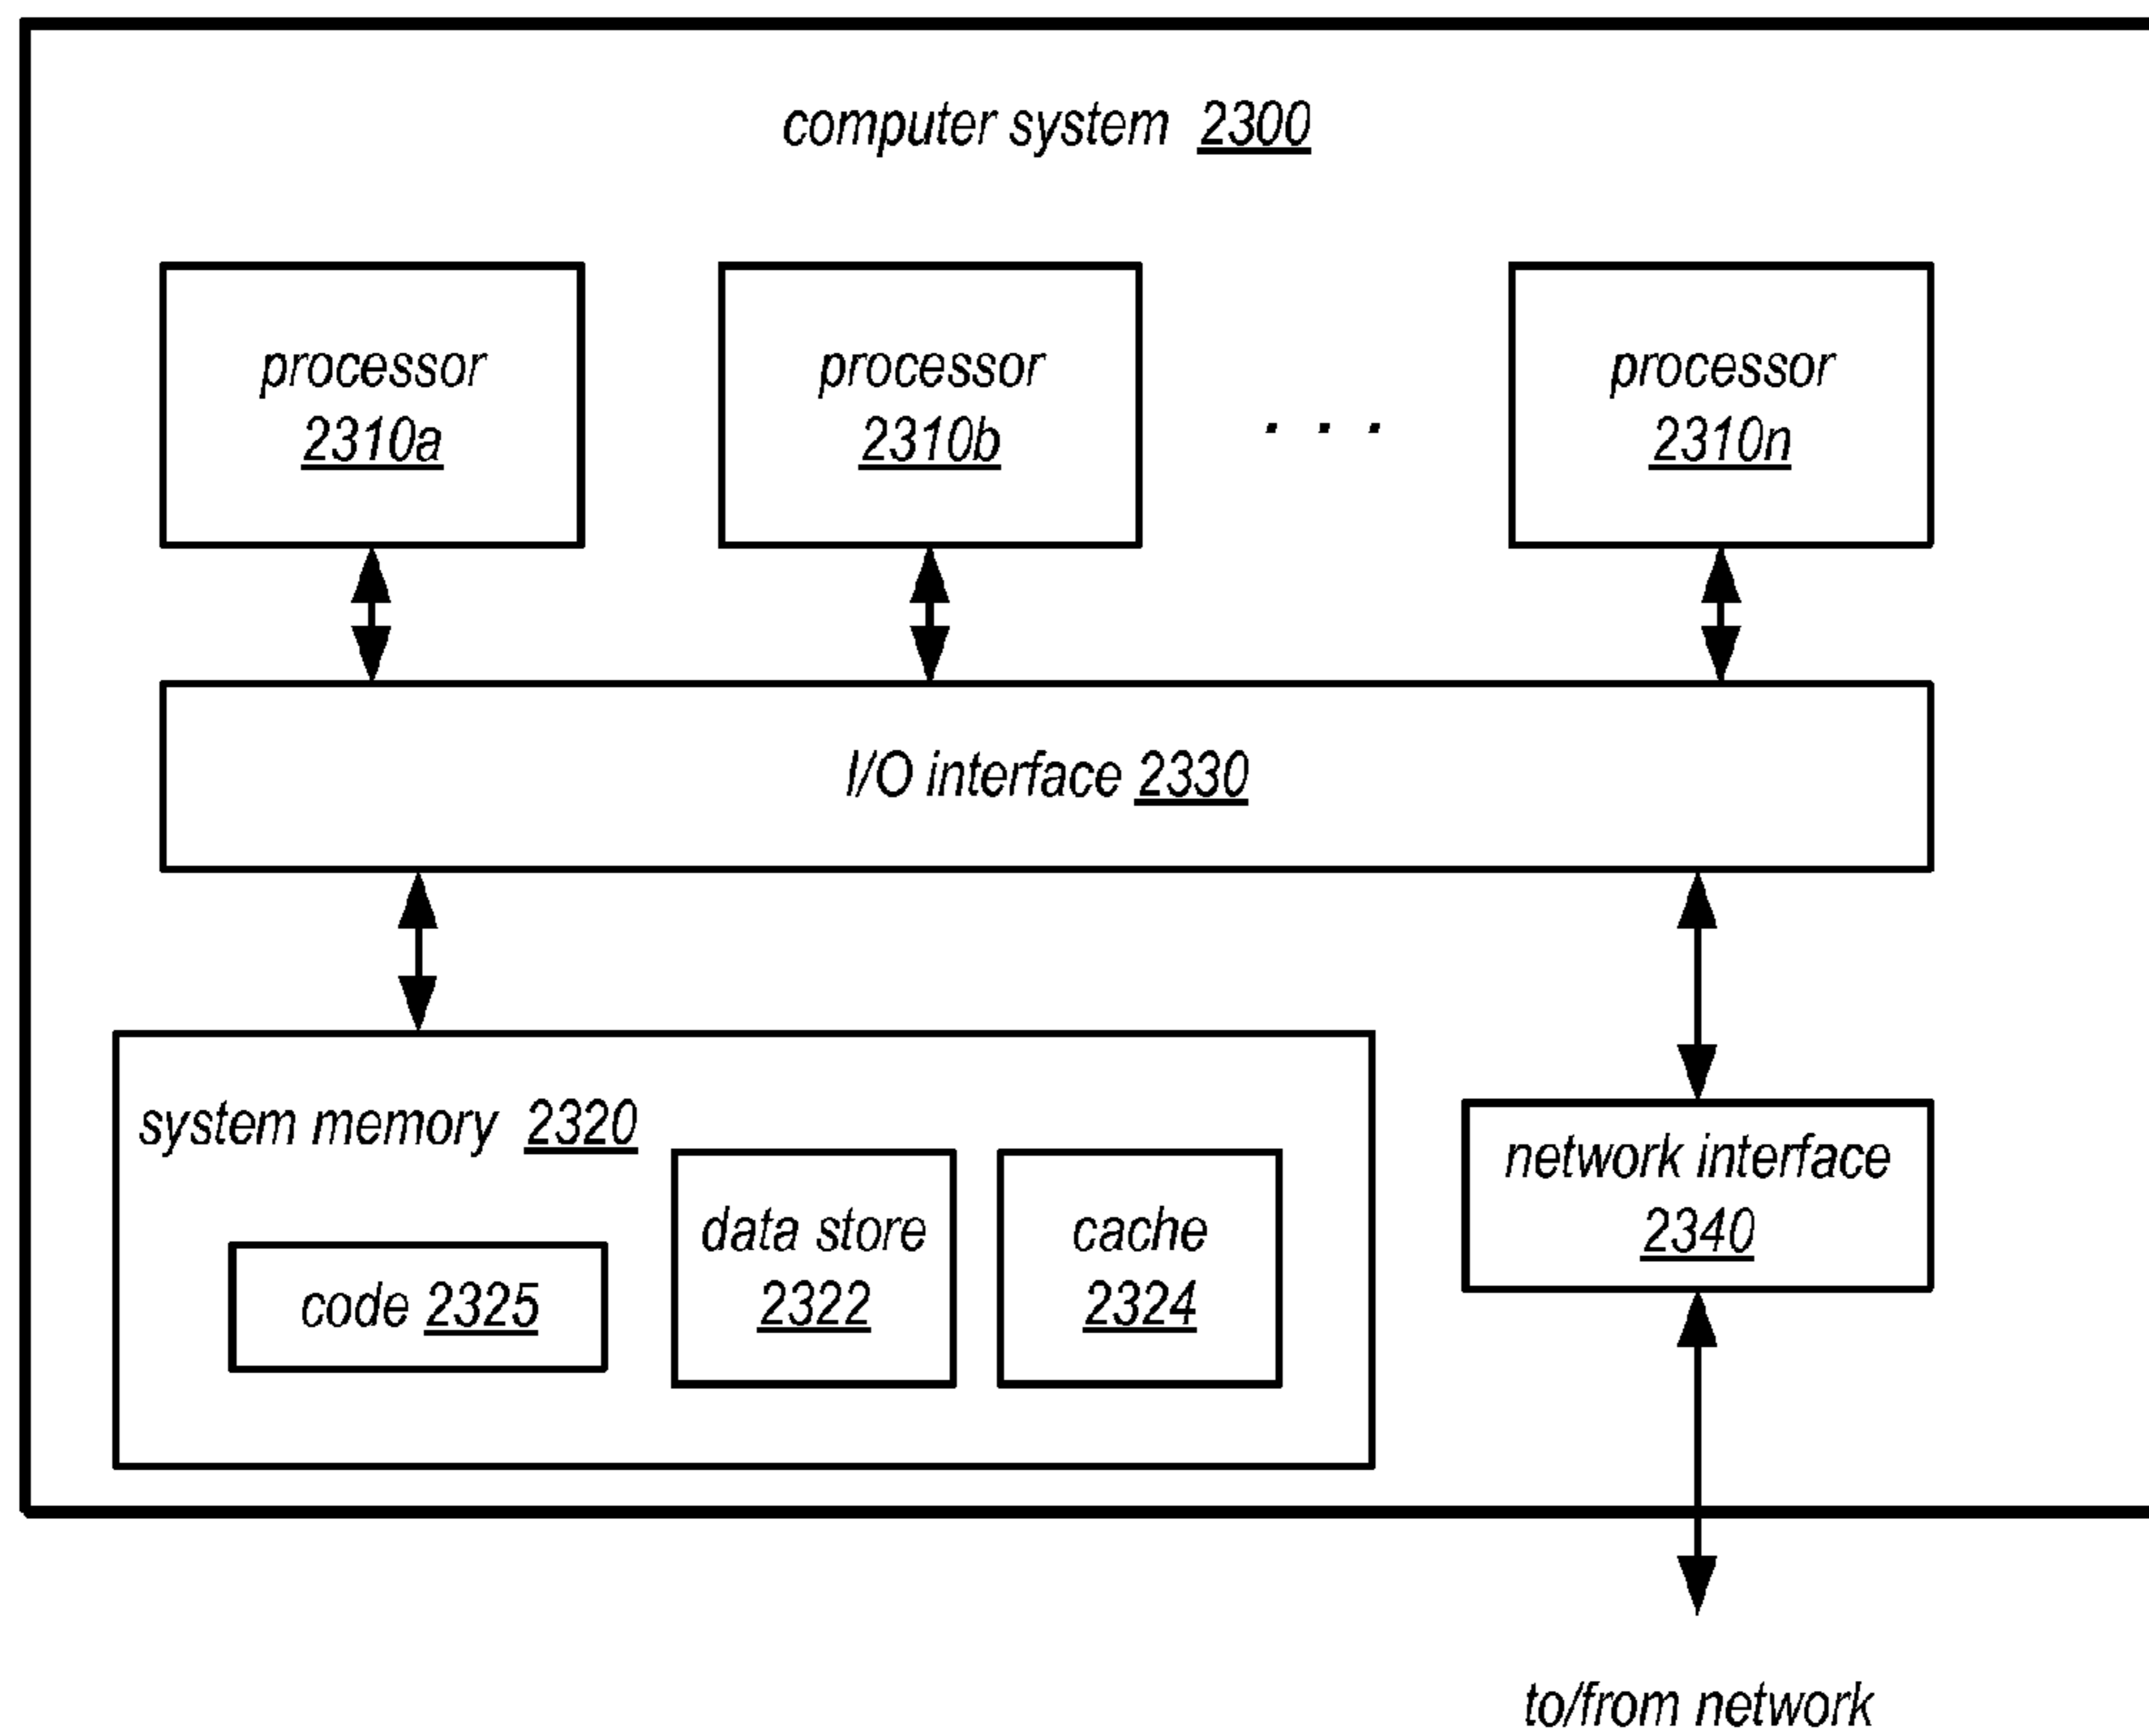 computer system 2300
processor
2310a
processor
2310b
. . .
processor
2310n
I/O interface 2330
system memory 2320
code 2325
data store
2322
cache
2324
network interface
2340
to/from network